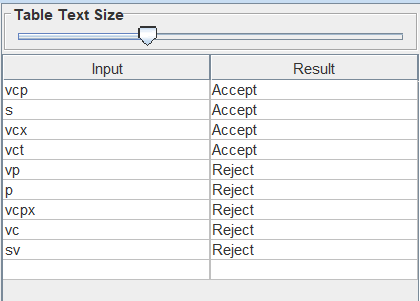 Table Text Size
Input Result
vcp Accept
s Accept
vcx Accept
vct Accept
vp Reject
p Reject
vcpx Reject
vc Reject
sv Reject